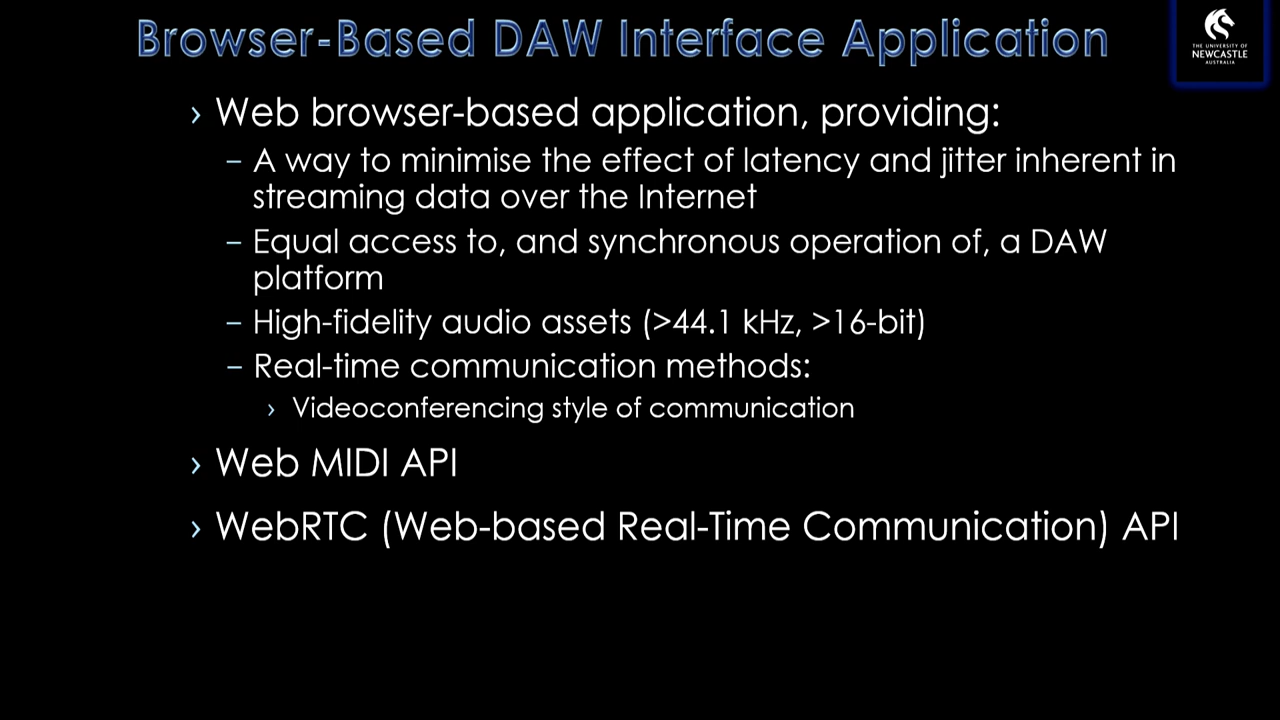 Browser-Based DAW Interface Application
THE UNIVERSITY OF
NEWCASTLE
AUSTRALIA
› Web browser-based application, providing:
– A way to minimise the effect of latency and jitter inherent in
streaming data over the Internet
– Equal access to, and synchronous operation of, a DAW
platform
– High-fidelity audio assets (>44.1 kHz, >16-bit)
– Real-time communication methods:
› Videoconferencing style of communication
› Web MIDI API
› WebRTC (Web-based Real-Time Communication) API